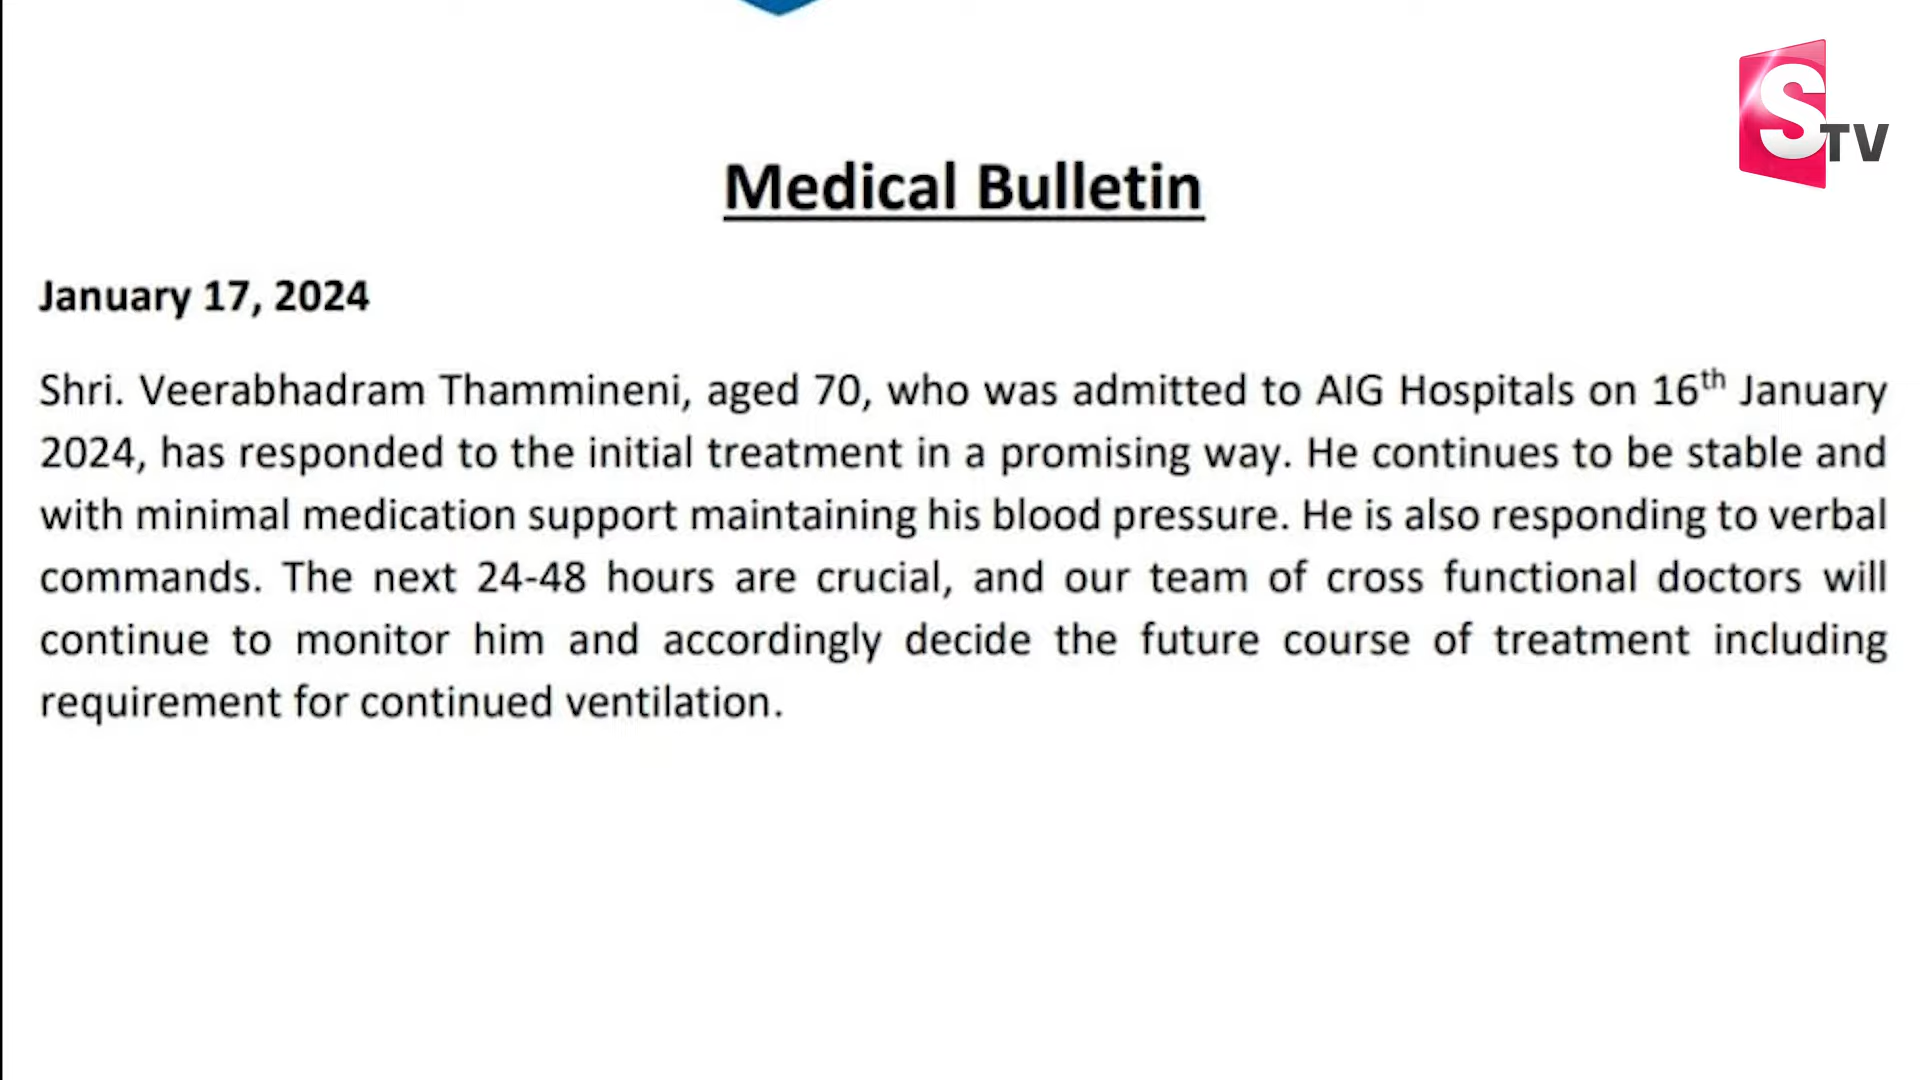 STV
Medical Bulletin
January 17, 2024
Shri. Veerabhadram Thammineni, aged 70, who was admitted to AIG Hospitals on 16th January
2024, has responded to the initial treatment in a promising way. He continues to be stable and
with minimal medication support maintaining his blood pressure. He is also responding to verbal
commands. The next 24-48 hours are crucial, and our team of cross functional doctors will
continue to monitor him and accordingly decide the future course of treatment including
requirement for continued ventilation.